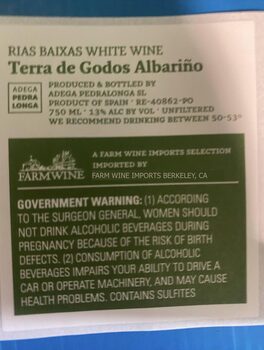 RIAS BAIXAS WHITE WINE
Terra de Godos Albariño
ADEGA
PEDRA
LONGA
PRODUCED & BOTTLED BY
ADEGA PEDRALONGA SL
PRODUCT OF SPAIN · RE-40862-PO
750 ML · 13% ALC BY VOL · UNFILTERED
WE RECOMMEND DRINKING BETWEEN 50-53°
FARMWINE
A FARM WINE IMPORTS SELECTION
IMPORTED BY
FARM WINE IMPORTS BERKELEY, CA
GOVERNMENT WARNING: (1) ACCORDING
TO THE SURGEON GENERAL, WOMEN SHOULD
NOT DRINK ALCOHOLIC BEVERAGES DURING
PREGNANCY BECAUSE OF THE RISK OF BIRTH
DEFECTS. (2) CONSUMPTION OF ALCOHOLIC
BEVERAGES IMPAIRS YOUR ABILITY TO DRIVE A
CAR OR OPERATE MACHINERY, AND MAY CAUSE
HEALTH PROBLEMS. CONTAINS SULFITES